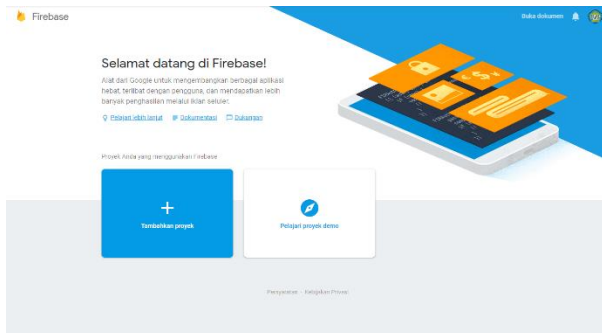 Firebase
Buka dokumen
Selamat datang di Firebase!
Alat dari Google untuk mengembangkan berbagai aplikasi
hebat, terlibat dengan pengguna, dan mendapatkan lebih
banyak penghasilan melalui iklan seluler.
Pelajari lebih lanjut Dokumentasi Dukungan
Proyek Anda yang menggunakan Firebase
+
Tambahkan proyek
Pelajari proyek demo
Persyaratan - Kebijakan Privasi